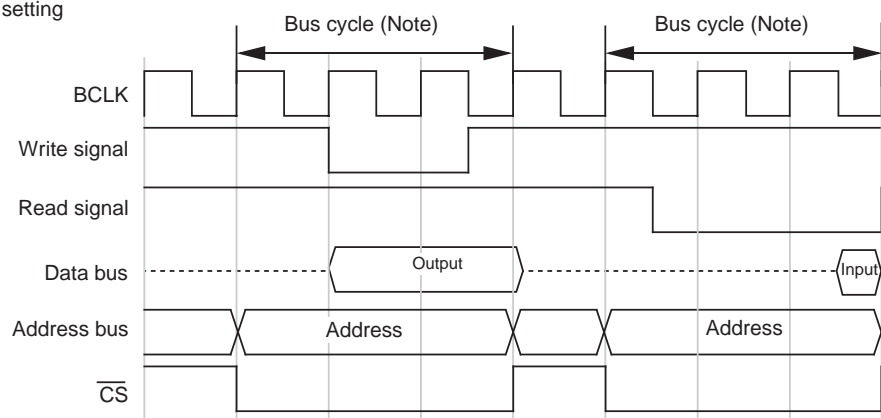 setting
Bus cycle (Note) Bus cycle (Note)
BCLK
Write signal
Read signal
Data bus Output Input
Address bus Address Address
CS